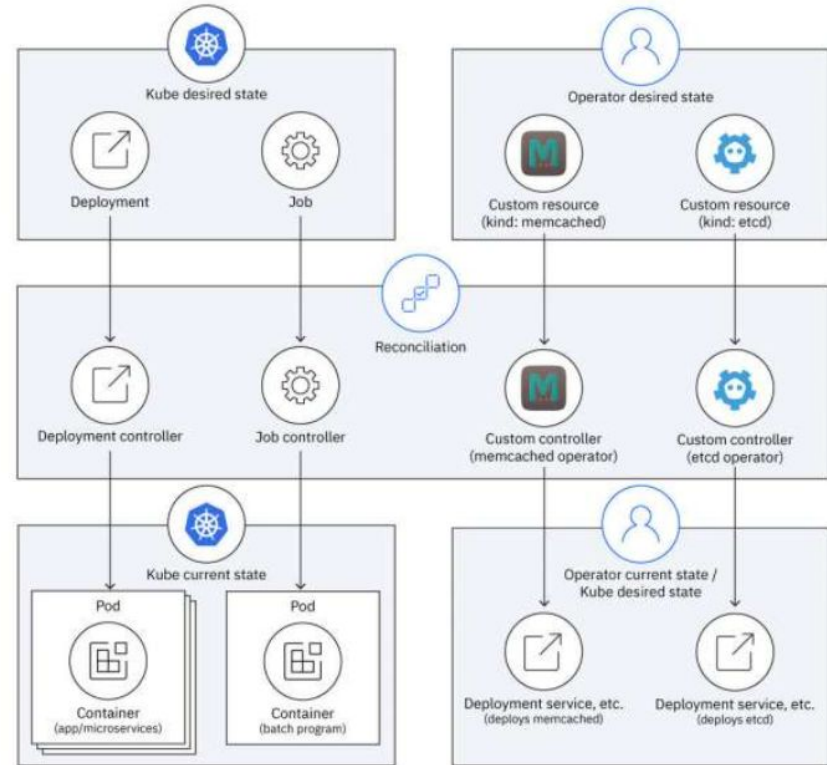 Kube desired state
Operator desired state
Deployment
Job
M
Custom resource
(kind: memcached)
Custom resource
(kind: etcd)
Reconciliation
Deployment controller
Job controller
M
Custom controller
(memcached operator)
Custom controller
(etcd operator)
Kube current state
Operator current state /
Kube desired state
Pod
Container
(app/microservices)
Pod
Container
(batch program)
Deployment service, etc.
(deploys memcached)
Deployment service, etc.
(deploys etcd)